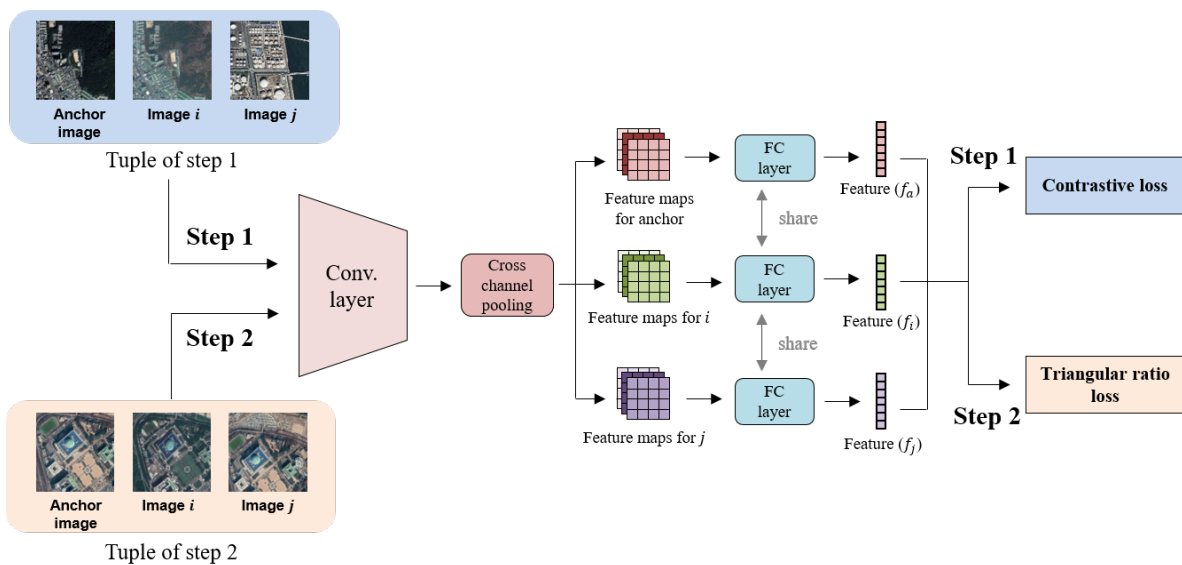 Anchor
image
Image i
Image j
Tuple of step 1
Step 1
Step 2
Anchor
image
Image i
Image j
Tuple of step 2
Conv.
layer
Cross
channel
pooling
Feature maps
for anchor
Feature maps for i
Feature maps for j
FC
layer
share
FC
layer
share
FC
layer
Feature (fₐ)
Feature (fᵢ)
Feature (fⱼ)
Step 1
Contrastive loss
Step 2
Triangular ratio
loss